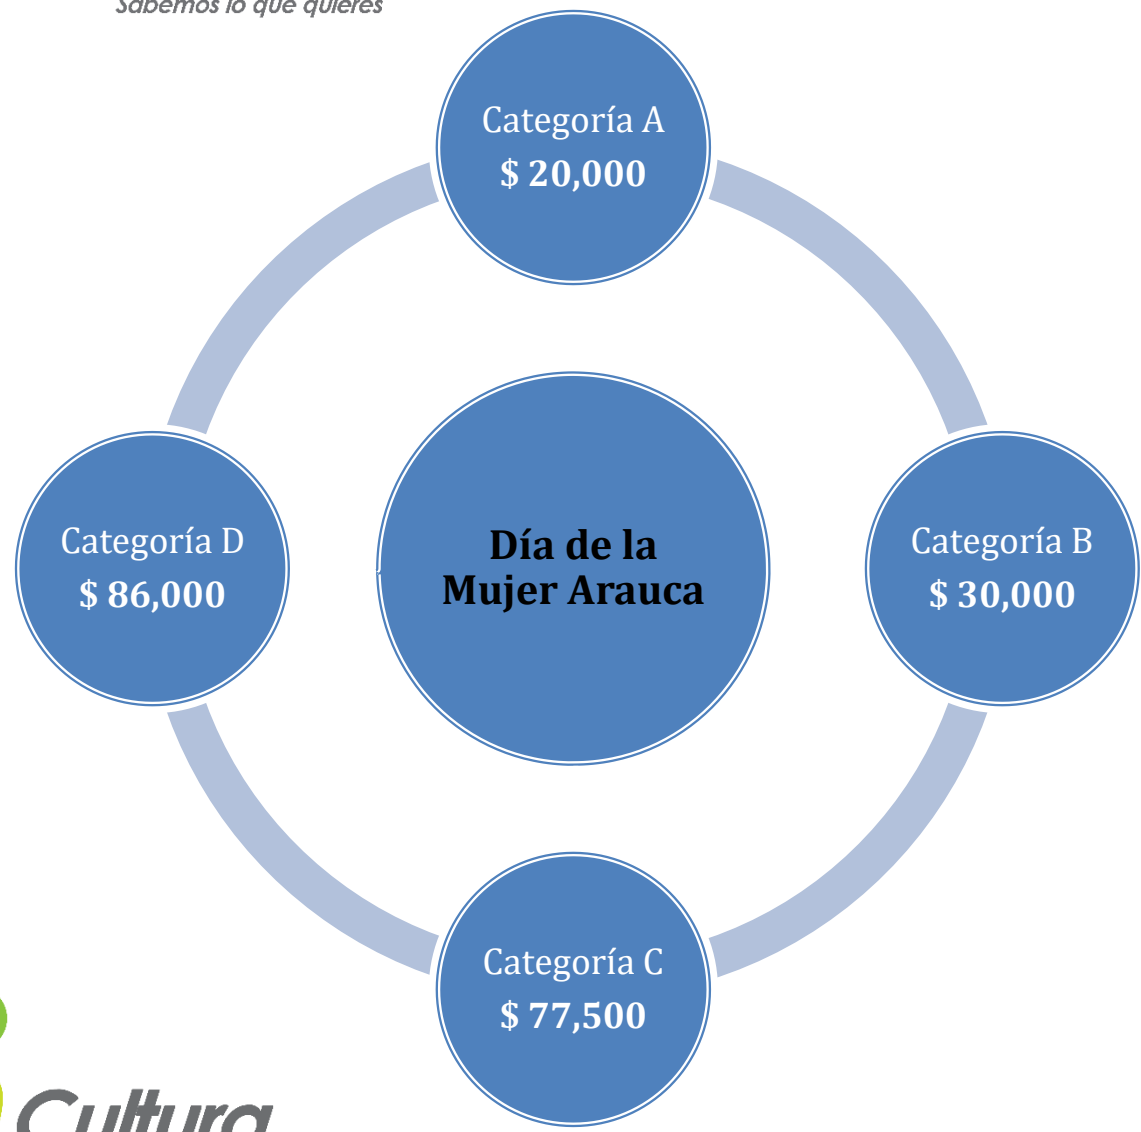 Sabemos lo que quieres
Categoría A
$ 20,000
Categoría D
$ 86,000
Día de la
Mujer Arauca
Categoría B
$ 30,000
Categoría C
$ 77,500
Cultura